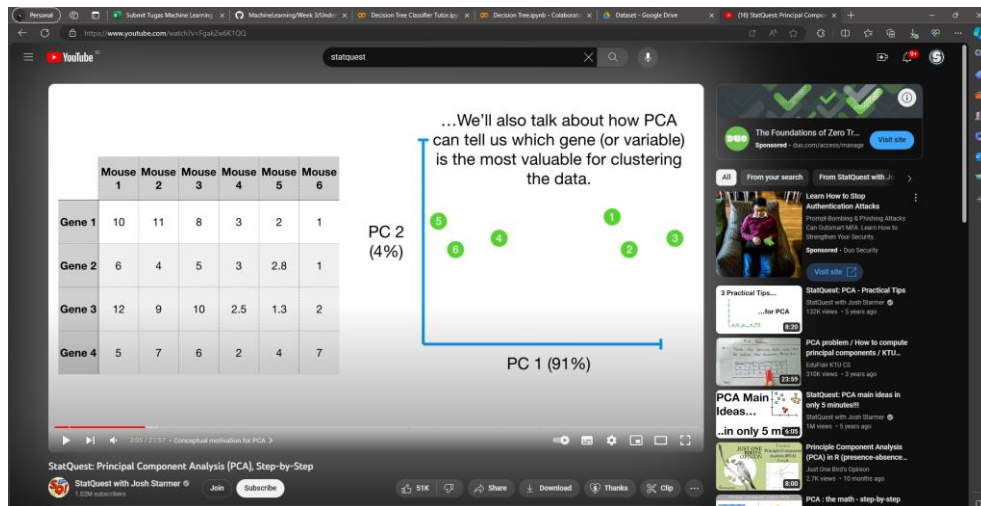 Personal
Submit Tugas Machine Learning
MachineLearning/Week 3/Under
Decision Tree Classifier Tutor.ipy
Decision Tree.ipynb - Colaborat
Dataset - Google Drive
(16) StatQuest: Principal Compon
https://www.youtube.com/watch?v=FgakZw6K1QQ
YouTube
statquest
9+
S
...We'll also talk about how PCA
can tell us which gene (or variable)
is the most valuable for clustering
the data.
Mouse 1 Mouse 2 Mouse 3 Mouse 4 Mouse 5 Mouse 6
Gene 1 10 11 8 3 2 1
Gene 2 6 4 5 3 2.8 1
Gene 3 12 9 10 2.5 1.3 2
Gene 4 5 7 6 2 4 7
PC 2
(4%)
5
6
4
1
2
3
PC 1 (91%)
3:05 / 21:57 • Conceptual motivation for PCA
StatQuest: Principal Component Analysis (PCA), Step-by-Step
StatQuest with Josh Starmer
1.02M subscribers
Join
Subscribe
51K
Share
Download
Thanks
Clip
DUO
The Foundations of Zero Tr...
Sponsored • duo.com/access/manage
Visit site
All
From your search
From StatQuest with Jo
Learn How to Stop
Authentication Attacks
Prompt-Bombing & Phishing Attacks
Can Outsmart MFA. Learn How to
Strengthen Your Security.
Sponsored • Duo Security
Visit site
3 Practical Tips...
...for PCA
8:20
StatQuest: PCA - Practical Tips
StatQuest with Josh Starmer
132K views • 5 years ago
23:59
PCA problem / How to compute
principal components / KTU...
EduFlair KTU CS
310K views • 3 years ago
PCA Main
Ideas...
..in only 5 mi
6:05
StatQuest: PCA main ideas in
only 5 minutes!!!
StatQuest with Josh Starmer
1M views • 5 years ago
8:00
Principle Component Analysis
(PCA) in R (presence-absence...
Just One Bird's Opinion
2.7K views • 10 months ago
PCA : the math - step-by-step